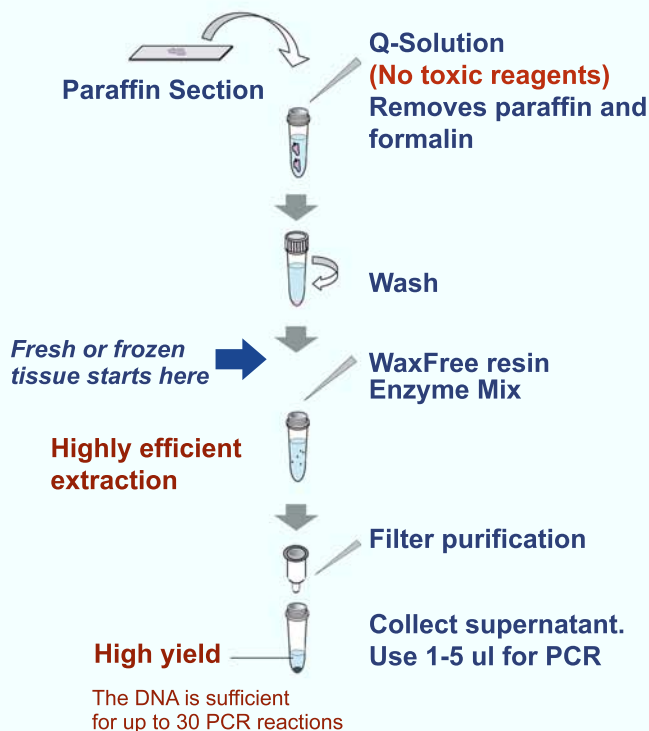 Paraffin Section
Q-Solution
(No toxic reagents)
Removes paraffin and
formalin
Wash
Fresh or frozen
tissue starts here
WaxFree resin
Enzyme Mix
Highly efficient
extraction
Filter purification
Collect supernatant.
Use 1-5 ul for PCR
High yield
The DNA is sufficient
for up to 30 PCR reactions